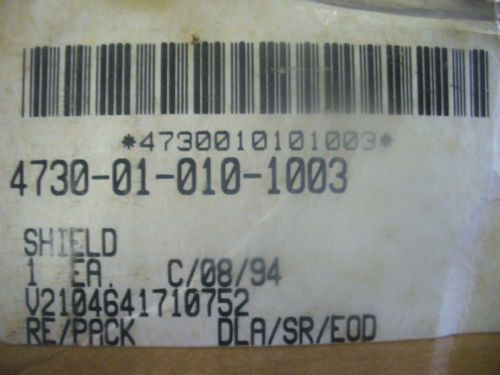 *4730010101003*
4730-01-010-1003
SHIELD
1 EA. C/08/94
V2104641710752
RE/PACK DLA/SR/EOD